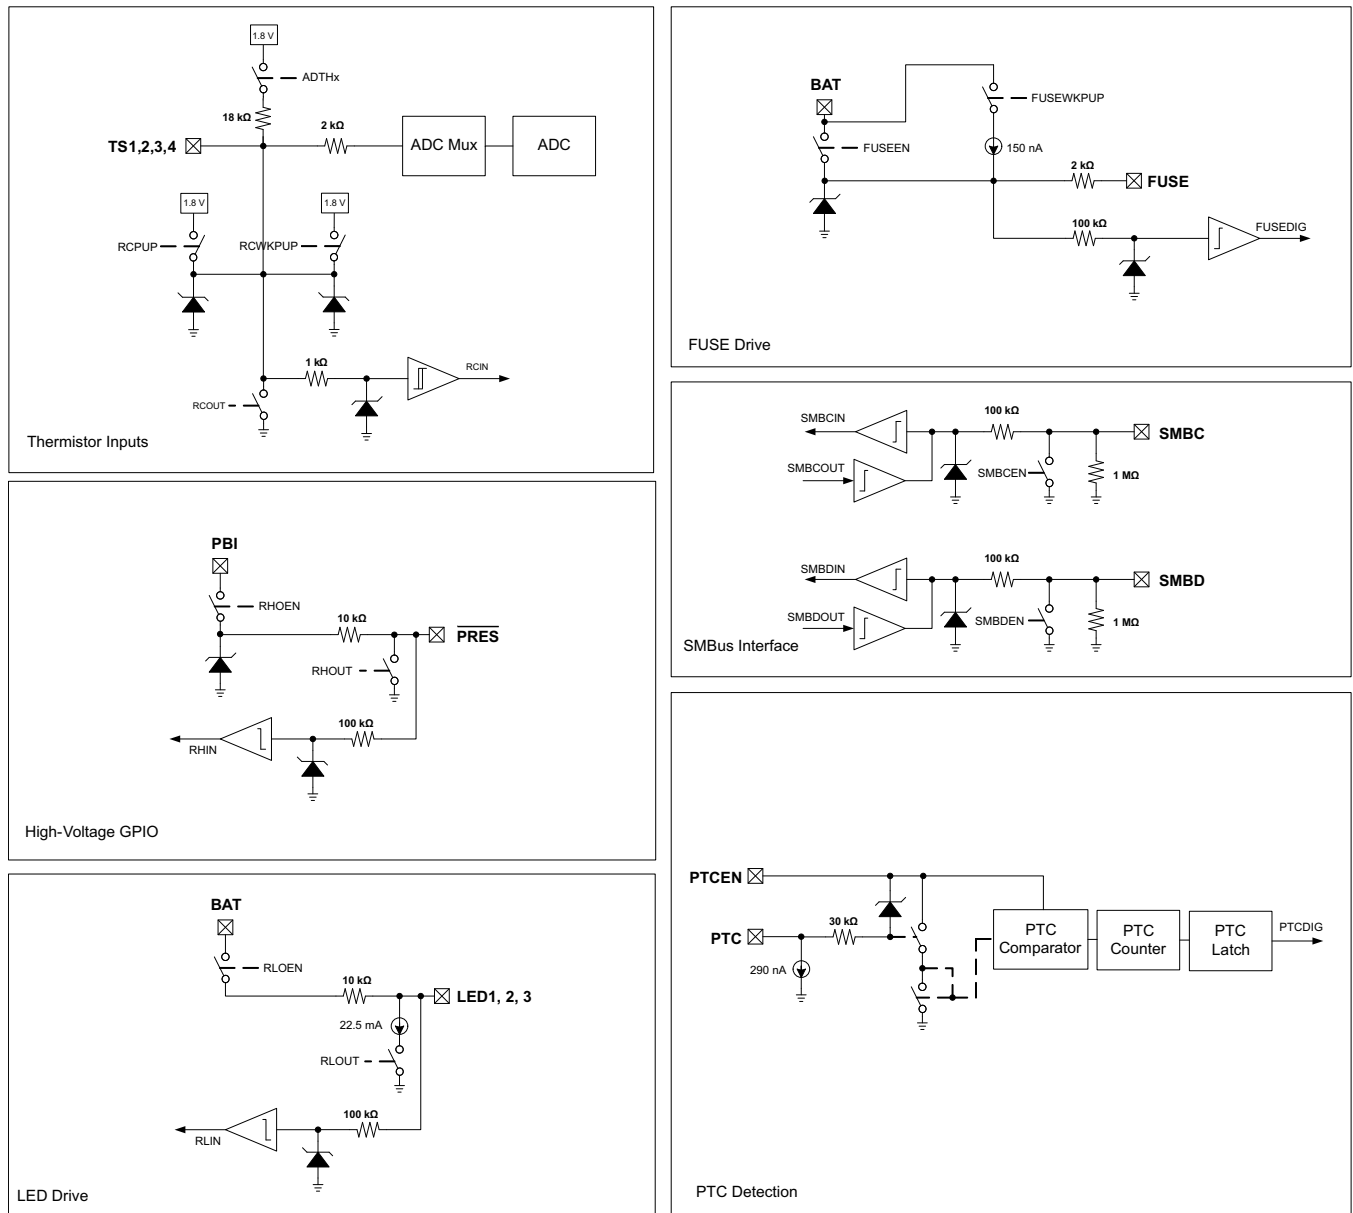 1.8 V
ADTHx
18 kΩ
2 kΩ
TS1,2,3,4
ADC Mux
ADC
1.8 V
1.8 V
RCPUP
RCWKPUP
1 kΩ
RCIN
RCOUT
Thermistor Inputs
BAT
FUSEWKPUP
FUSEEN
150 nA
2 kΩ
FUSE
100 kΩ
FUSEDIG
FUSE Drive
SMBCIN
100 kΩ
SMBC
SMBCOUT
SMBCEN
1 MΩ
SMBDIN
100 kΩ
SMBD
SMBDOUT
SMBDEN
1 MΩ
SMBus Interface
PBI
RHOEN
10 kΩ
PRES
RHOUT
100 kΩ
RHIN
High-Voltage GPIO
BAT
RLOEN
10 kΩ
LED1, 2, 3
22.5 mA
RLOUT
100 kΩ
RLIN
LED Drive
PTCEN
30 kΩ
PTC
290 nA
PTC
Comparator
PTC
Counter
PTC
Latch
PTCDIG
PTC Detection